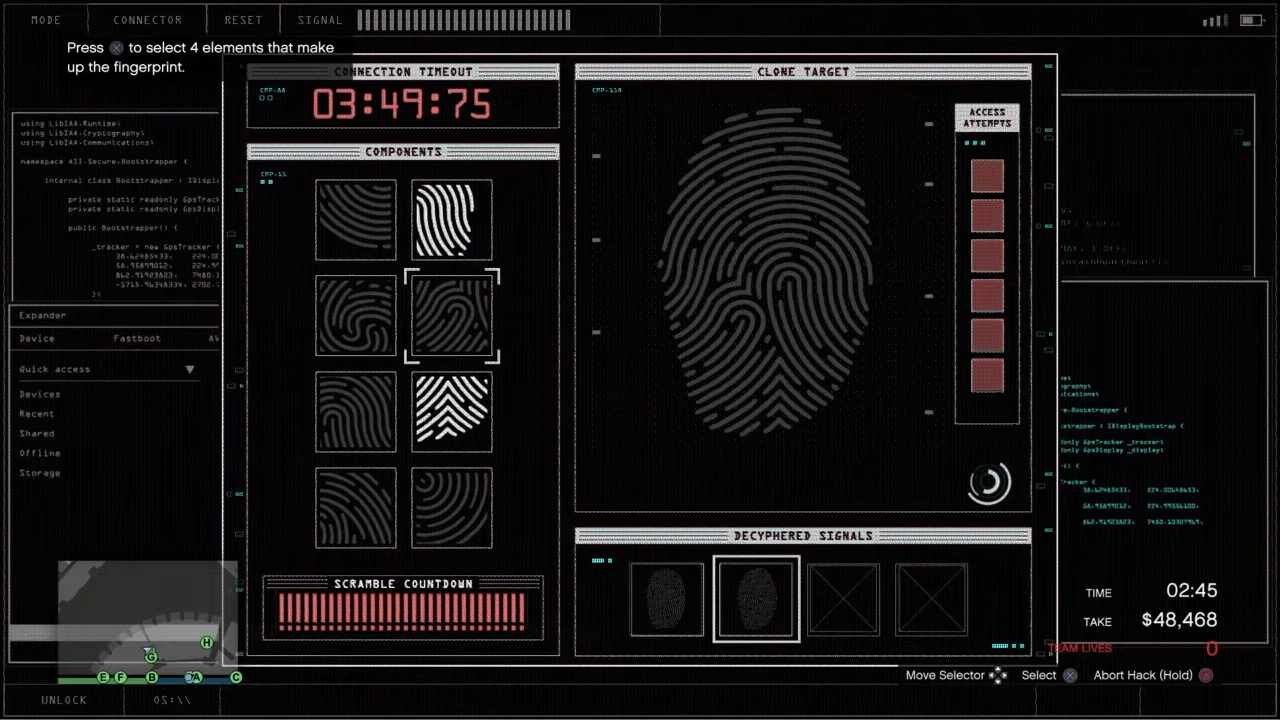 MODE
CONNECTOR
RESET
SIGNAL
Press to select 4 elements that make
up the fingerprint.
CONNECTION TIMEOUT
03:49:75
COMPONENTS
CLONE TARGET
CMP.110
ACCESS
ATTEMPTS
using LibIAA.Runtime;
using LibIAA.Cryptography;
using LibIAA.Communications;
namespace AII.Secure.Bootstrapper {
internal class Bootstrapper : IDispl
private static readonly GpsTrack
private static readonly GpsDispl
public Bootstrapper() {
_tracker = new GpsTracker
Expander
Device
Fastboot
Quick access
Devices
Recent
Shared
Offline
Storage
SCRAMBLE COUNTDOWN
DECYPHERED SIGNALS
TIME 02:45
TAKE $48,468
TEAM LIVES 0
H
G
E
F
B
A
C
Move Selector
Select
Abort Hack (Hold)
UNLOCK
OS:\\